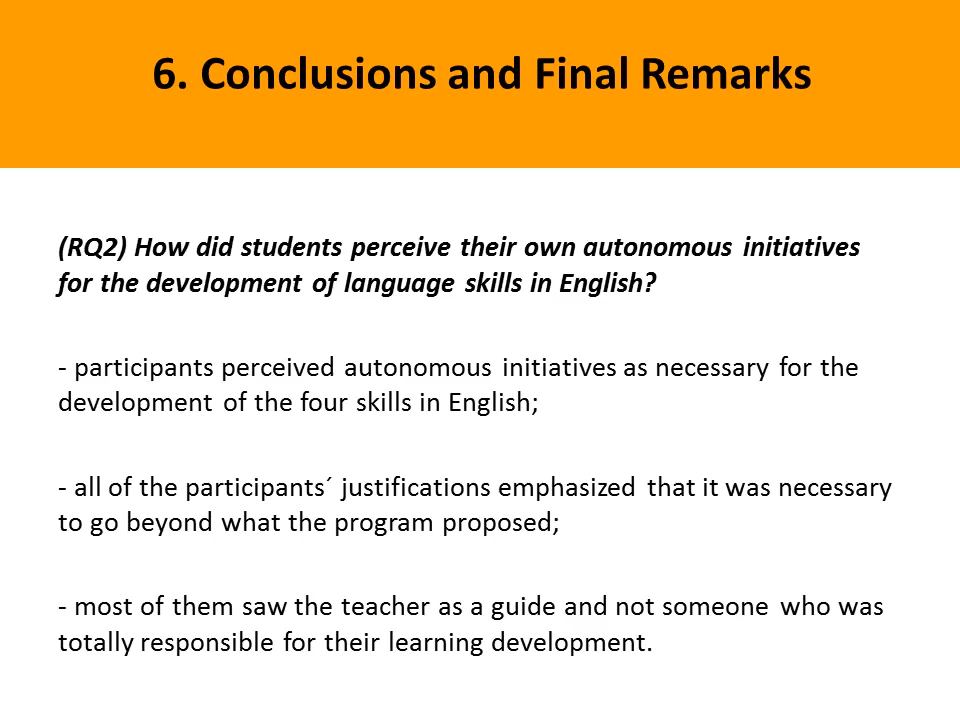 6. Conclusions and Final Remarks
(RQ2) How did students perceive their own autonomous initiatives
for the development of language skills in English?
- participants perceived autonomous initiatives as necessary for the
development of the four skills in English;
- all of the participants´ justifications emphasized that it was necessary
to go beyond what the program proposed;
- most of them saw the teacher as a guide and not someone who was
totally responsible for their learning development.